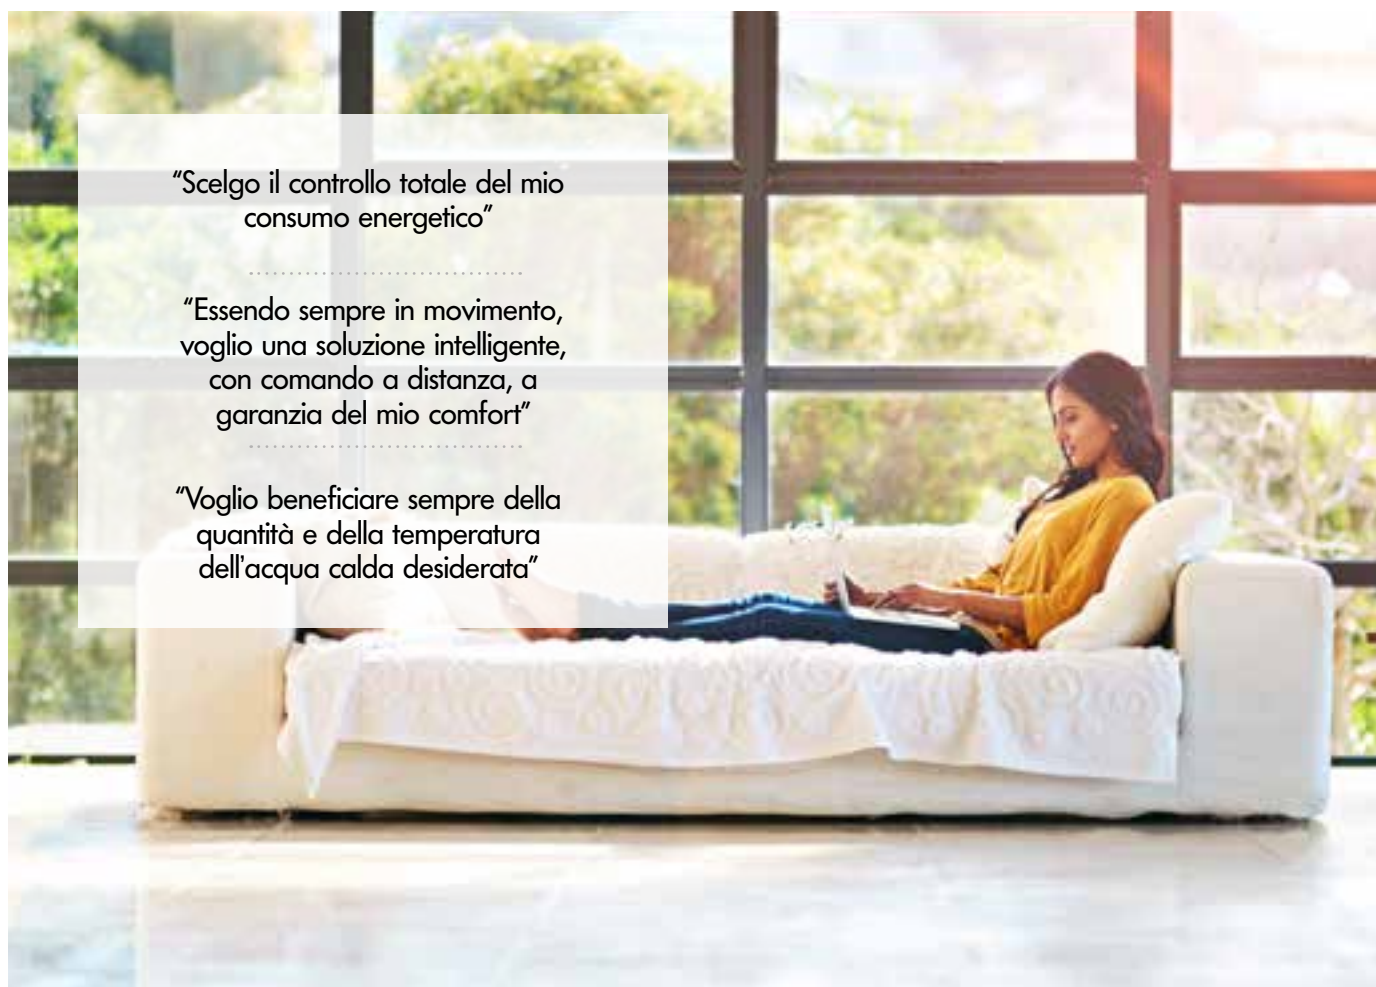 “Scelgo il controllo totale del mio
consumo energetico”
“Essendo sempre in movimento,
voglio una soluzione intelligente,
con comando a distanza, a
garanzia del mio comfort”
“Voglio beneficiare sempre della
quantità e della temperatura
dell’acqua calda desiderata”